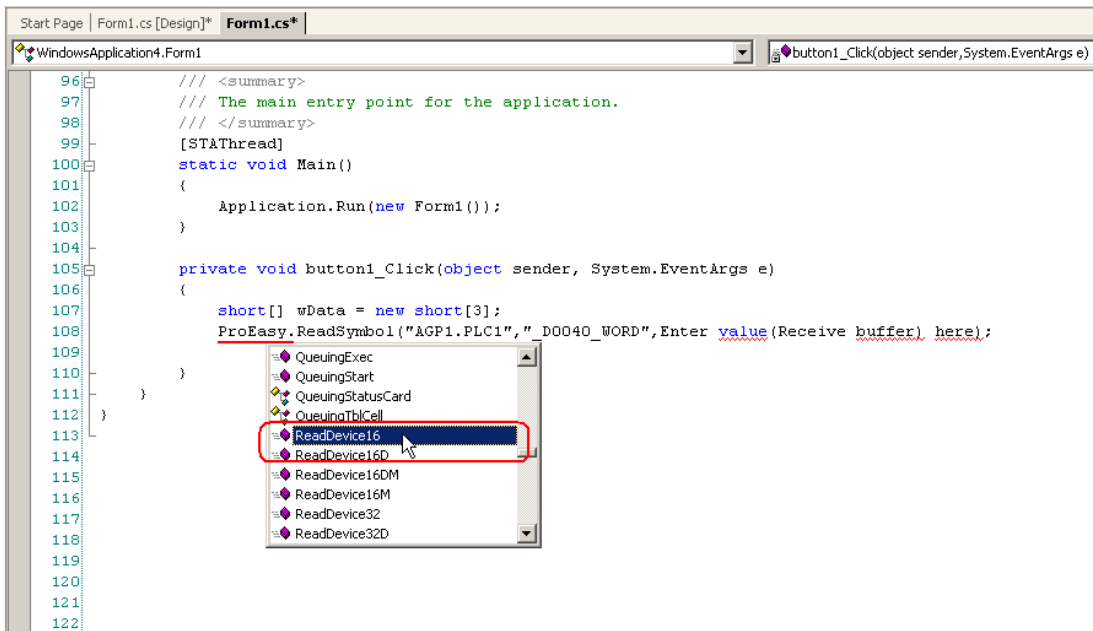 Start Page Form1.cs [Design]* Form1.cs*
WindowsApplication4.Form1 button1_Click(object sender,System.EventArgs e)
96 /// <summary>
97 /// The main entry point for the application.
98 /// </summary>
99 [STAThread]
100 static void Main()
101 {
102 Application.Run(new Form1());
103 }
104
105 private void button1_Click(object sender, System.EventArgs e)
106 {
107 short[] wData = new short[3];
108 ProEasy.ReadSymbol("AGP1.PLC1","_D0040_WORD",Enter value(Receive buffer) here);
109
110 }
111 }
112 }
113
114
115
116
117
118
119
120
121
122
QueuingExec
QueuingStart
QueuingStatusCard
QueuingTblCell
ReadDevice16
ReadDevice16D
ReadDevice16DM
ReadDevice16M
ReadDevice32
ReadDevice32D